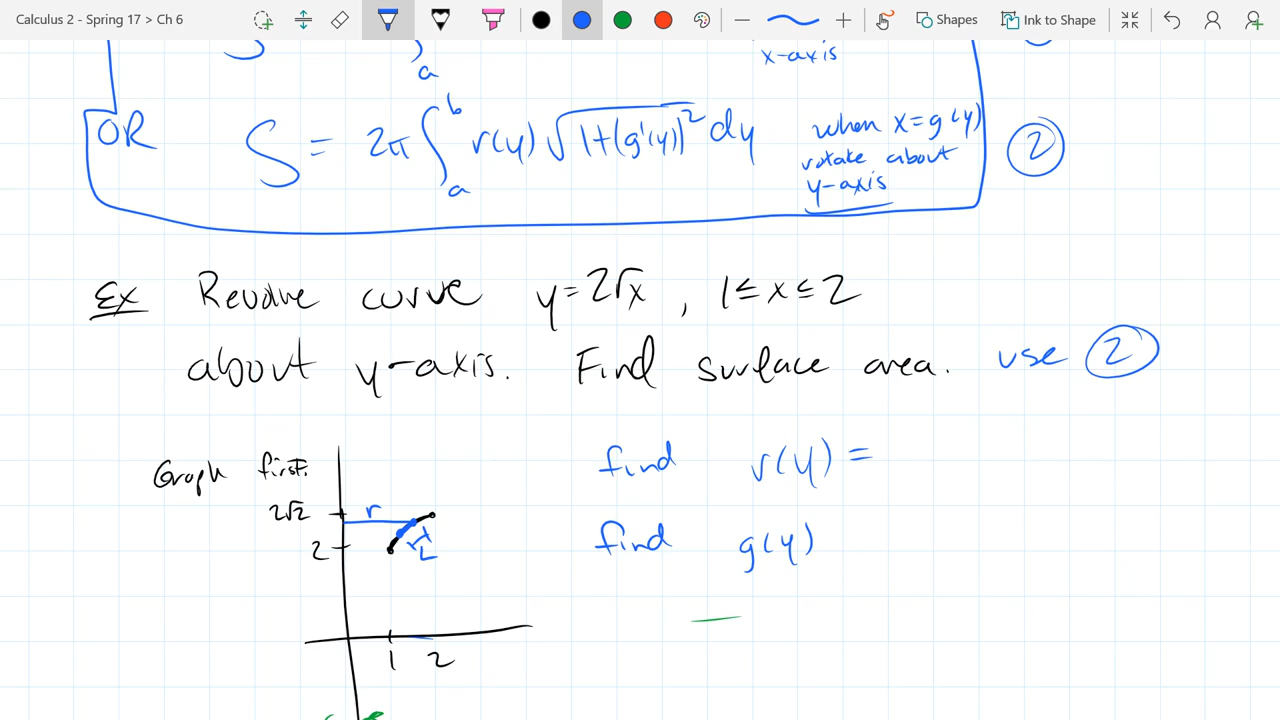 Calculus 2 - Spring 17 > Ch 6
Shapes
Ink to Shape
S ∫ a x-axis
OR S = 2π ∫_a^b r(y) √(1+(g'(y))²) dy when x=g(y)
rotate about
y-axis
2
Ex Revolve curve y=2√x , 1≤x≤2
about y-axis. Find surface area. use 2
Graph first.
find r(y) =
2√2
r
2
L
find g(y)
1 2